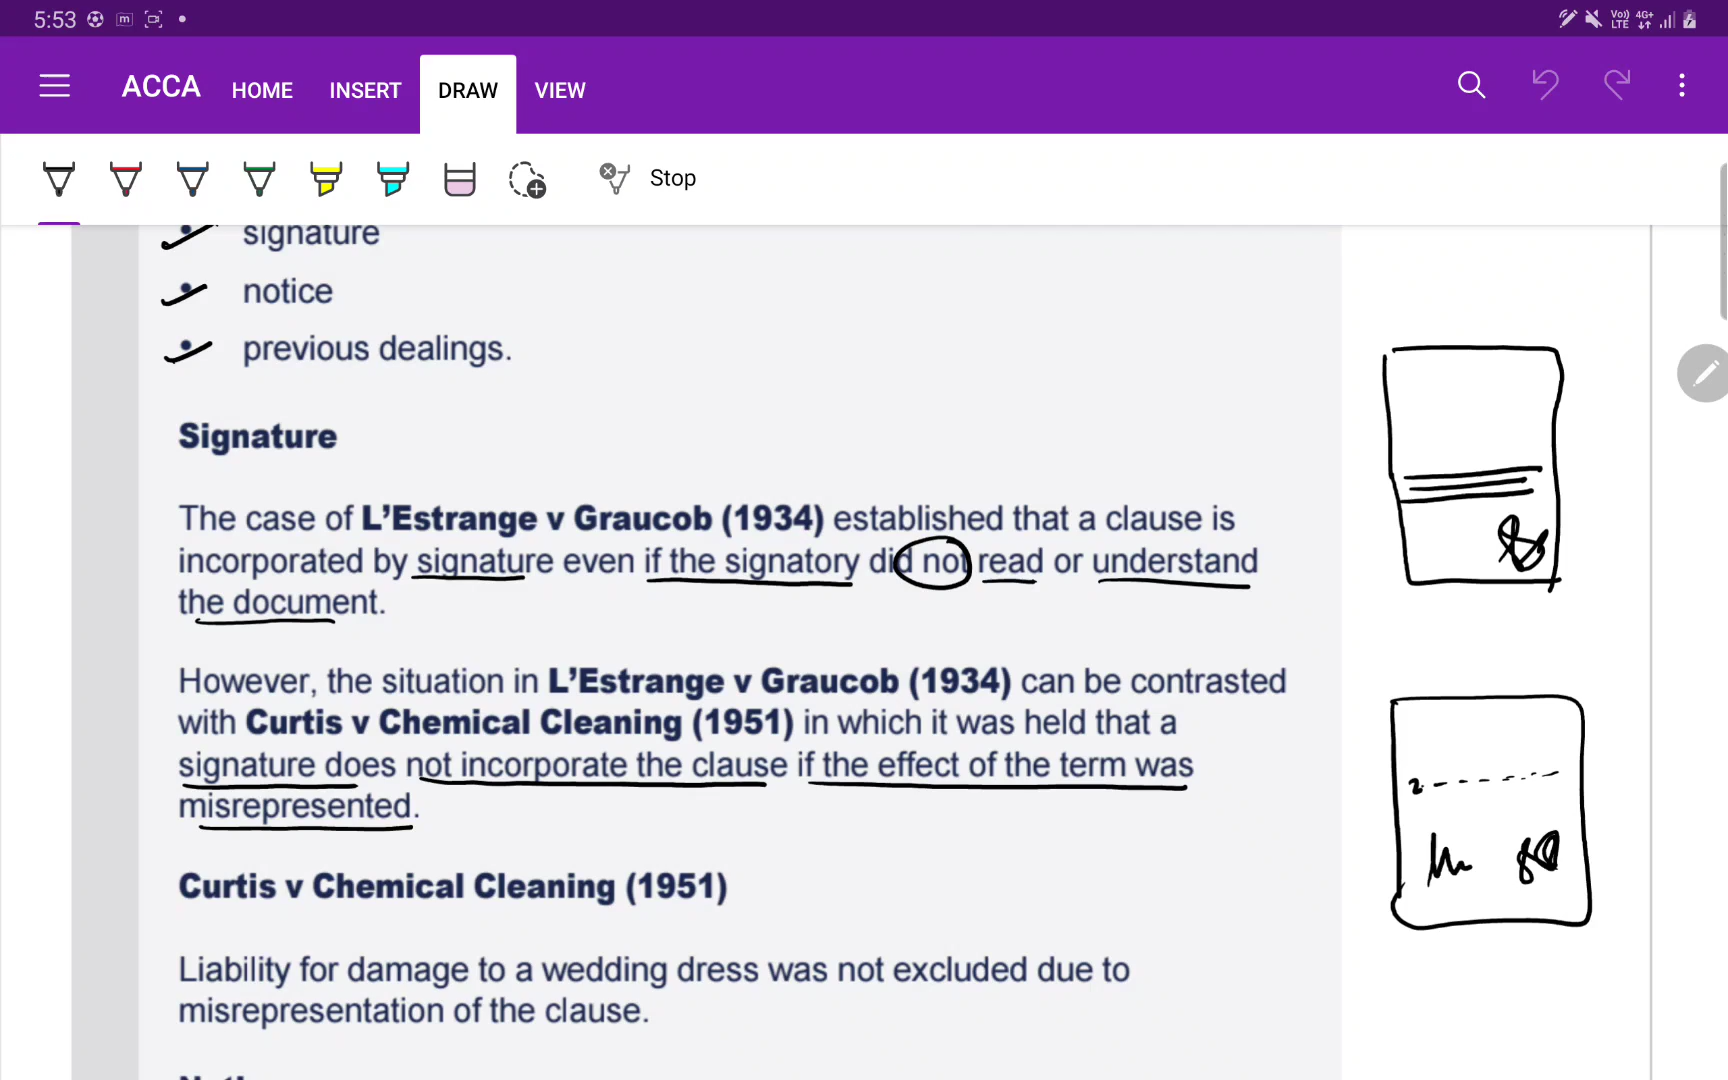 5:53
Vo)) LTE 4G+
ACCA HOME INSERT DRAW VIEW
Stop
signature
notice
previous dealings.
Signature
The case of L’Estrange v Graucob (1934) established that a clause is
incorporated by signature even if the signatory did not read or understand
the document.
However, the situation in L’Estrange v Graucob (1934) can be contrasted
with Curtis v Chemical Cleaning (1951) in which it was held that a
signature does not incorporate the clause if the effect of the term was
misrepresented.
Curtis v Chemical Cleaning (1951)
Liability for damage to a wedding dress was not excluded due to
misrepresentation of the clause.